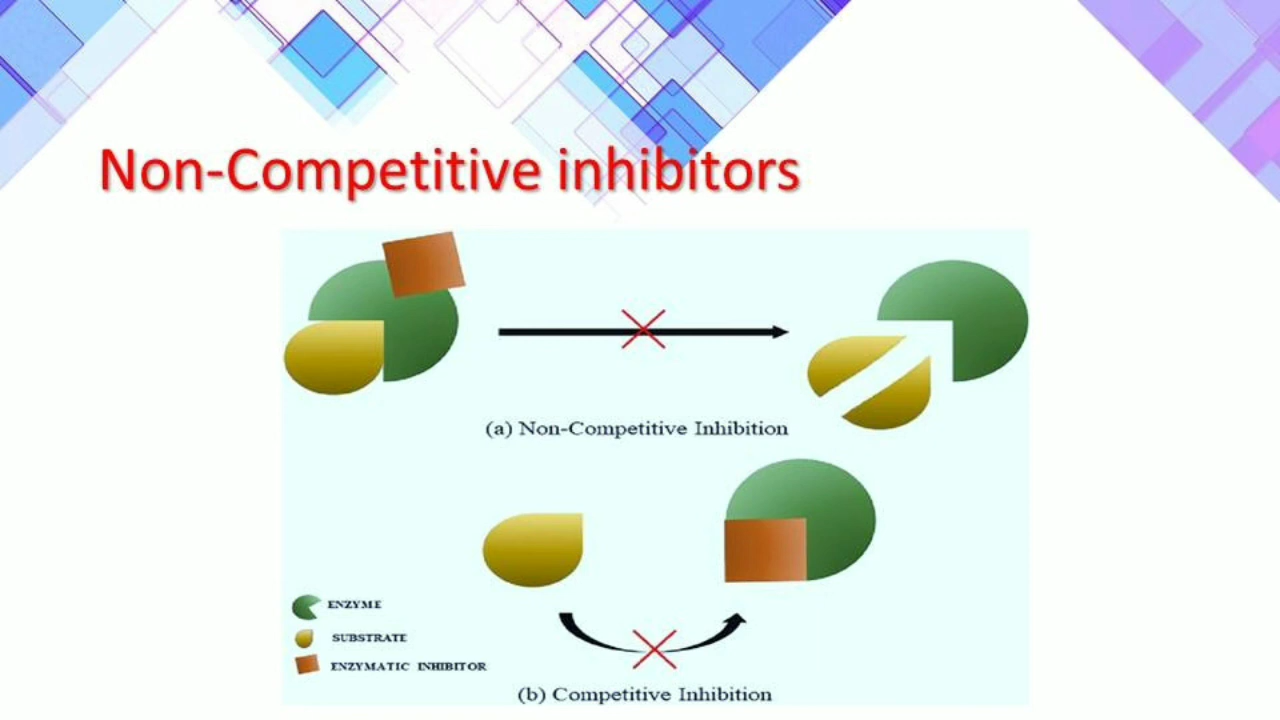 Non-Competitive inhibitors
(a) Non-Competitive Inhibition
ENZYME
SUBSTRATE
ENZYMATIC INHIBITOR
(b) Competitive Inhibition